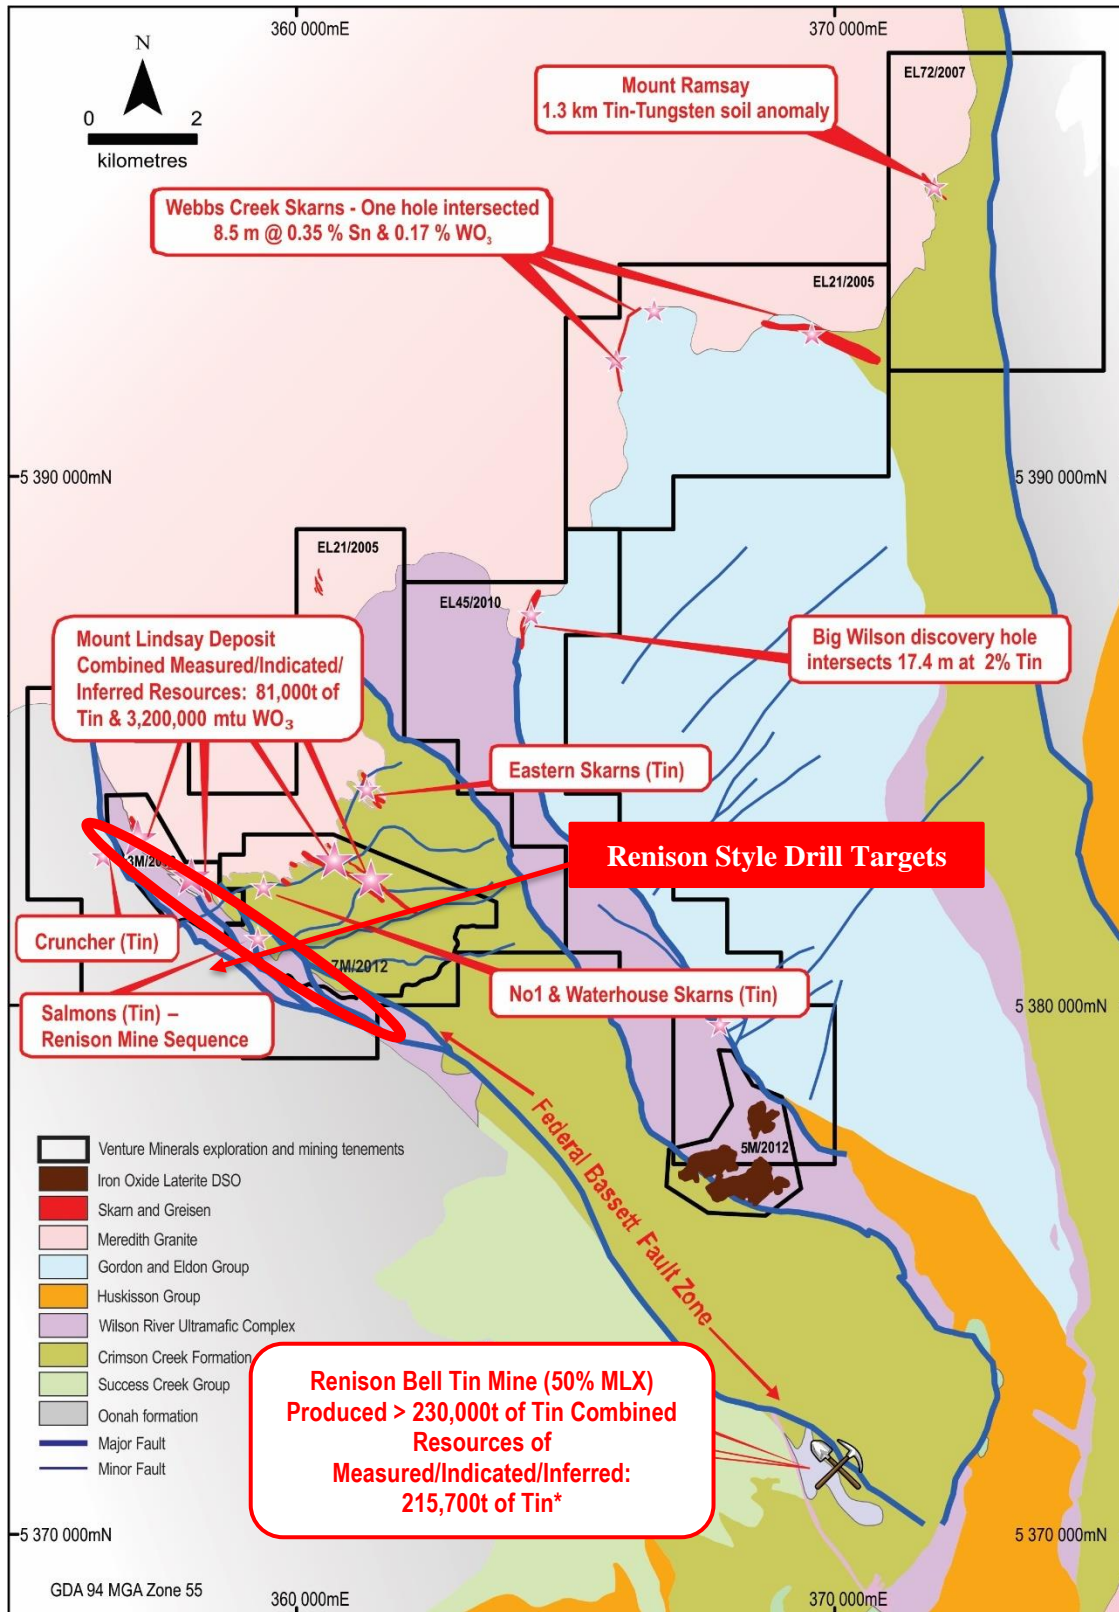 360 000mE
370 000mE
N
0 2
kilometres
EL72/2007
Mount Ramsay
1.3 km Tin-Tungsten soil anomaly
Webbs Creek Skarns - One hole intersected
8.5 m @ 0.35 % Sn & 0.17 % WO₃
EL21/2005
5 390 000mN
5 390 000mN
EL21/2005
EL45/2010
Mount Lindsay Deposit
Combined Measured/Indicated/
Inferred Resources: 81,000t of
Tin & 3,200,000 mtu WO₃
Big Wilson discovery hole
intersects 17.4 m at 2% Tin
Eastern Skarns (Tin)
Renison Style Drill Targets
Cruncher (Tin)
7M/2012
No1 & Waterhouse Skarns (Tin)
Salmons (Tin) –
Renison Mine Sequence
5 380 000mN
Federal Bassett Fault Zone
5M/2012
Venture Minerals exploration and mining tenements
Iron Oxide Laterite DSO
Skarn and Greisen
Meredith Granite
Gordon and Eldon Group
Huskisson Group
Wilson River Ultramafic Complex
Crimson Creek Formation
Success Creek Group
Oonah formation
Major Fault
Minor Fault
Renison Bell Tin Mine (50% MLX)
Produced > 230,000t of Tin Combined
Resources of
Measured/Indicated/Inferred:
215,700t of Tin*
5 370 000mN
5 370 000mN
GDA 94 MGA Zone 55
360 000mE
370 000mE